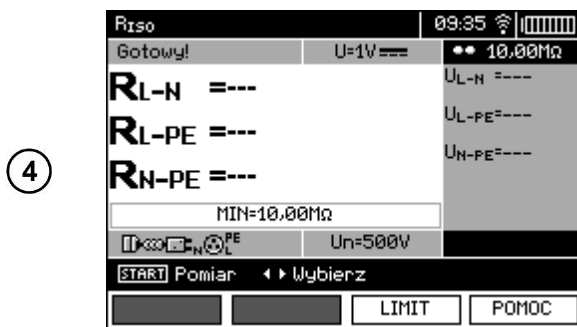 4
RISO 09:35
Gotowy! U=1V 10,00MΩ
RL-N =---
UL-N =---
RL-PE =---
UL-PE=---
RN-PE =---
UN-PE=---
MIN=10,00MΩ
N PE L Un=500V
START Pomiar Wybierz
LIMIT POMOC